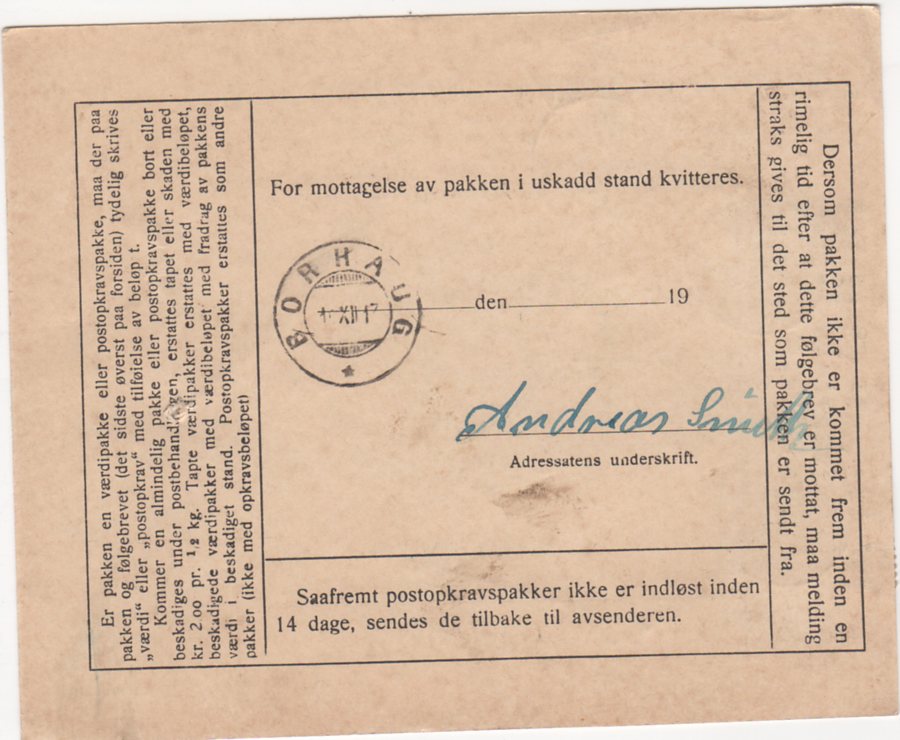 Er pakken en værdipakke eller postopkravspakke, maa der paa
pakken og følgebrevet (det sidste øverst paa forsiden) tydelig skrives
„værdi“ eller „postopkrav“ med tilføielse av beløp t.
Kommer en almindelig pakke eller postopkravspakke bort eller
beskadiges under postbehandlingen, erstattes tapet eller skaden med
kr. 2.00 pr. 1/2 kg. Tapte værdipakker erstattes med værdibeløpet,
beskadigede værdipakker med værdibeløpet med fradrag av pakkens
værdi i beskadiget stand. Postopkravspakker erstattes som andre
pakker (ikke med opkravsbeløpet)
For mottagelse av pakken i uskadd stand kvitteres.
BORHAUG
XII 17
den 19
Andreas
Adressatens underskrift.
Saafremt postopkravspakker ikke er indløst inden
14 dage, sendes de tilbake til avsenderen.
Dersom pakken ikke er kommet frem inden en
rimelig tid efter at dette følgebrev er mottat, maa melding
straks gives til det sted som pakken er sendt fra.